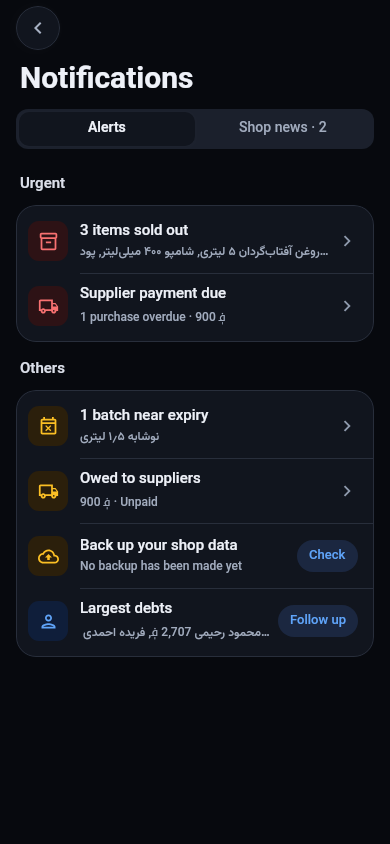 Notifications
Alerts
Shop news · 2
Urgent
3 items sold out
روغن آفتاب‌گردان ۵ لیتری, شامپو ۴۰۰ میلی‌لیتر, پود...
Supplier payment due
1 purchase overdue · 900 ؋
Others
1 batch near expiry
نوشابه ۱٫۵ لیتری
Owed to suppliers
900 ؋ · Unpaid
Back up your shop data
No backup has been made yet
Check
Largest debts
محمود رحیمی 2,707 ؋, فریده احمدی...
Follow up